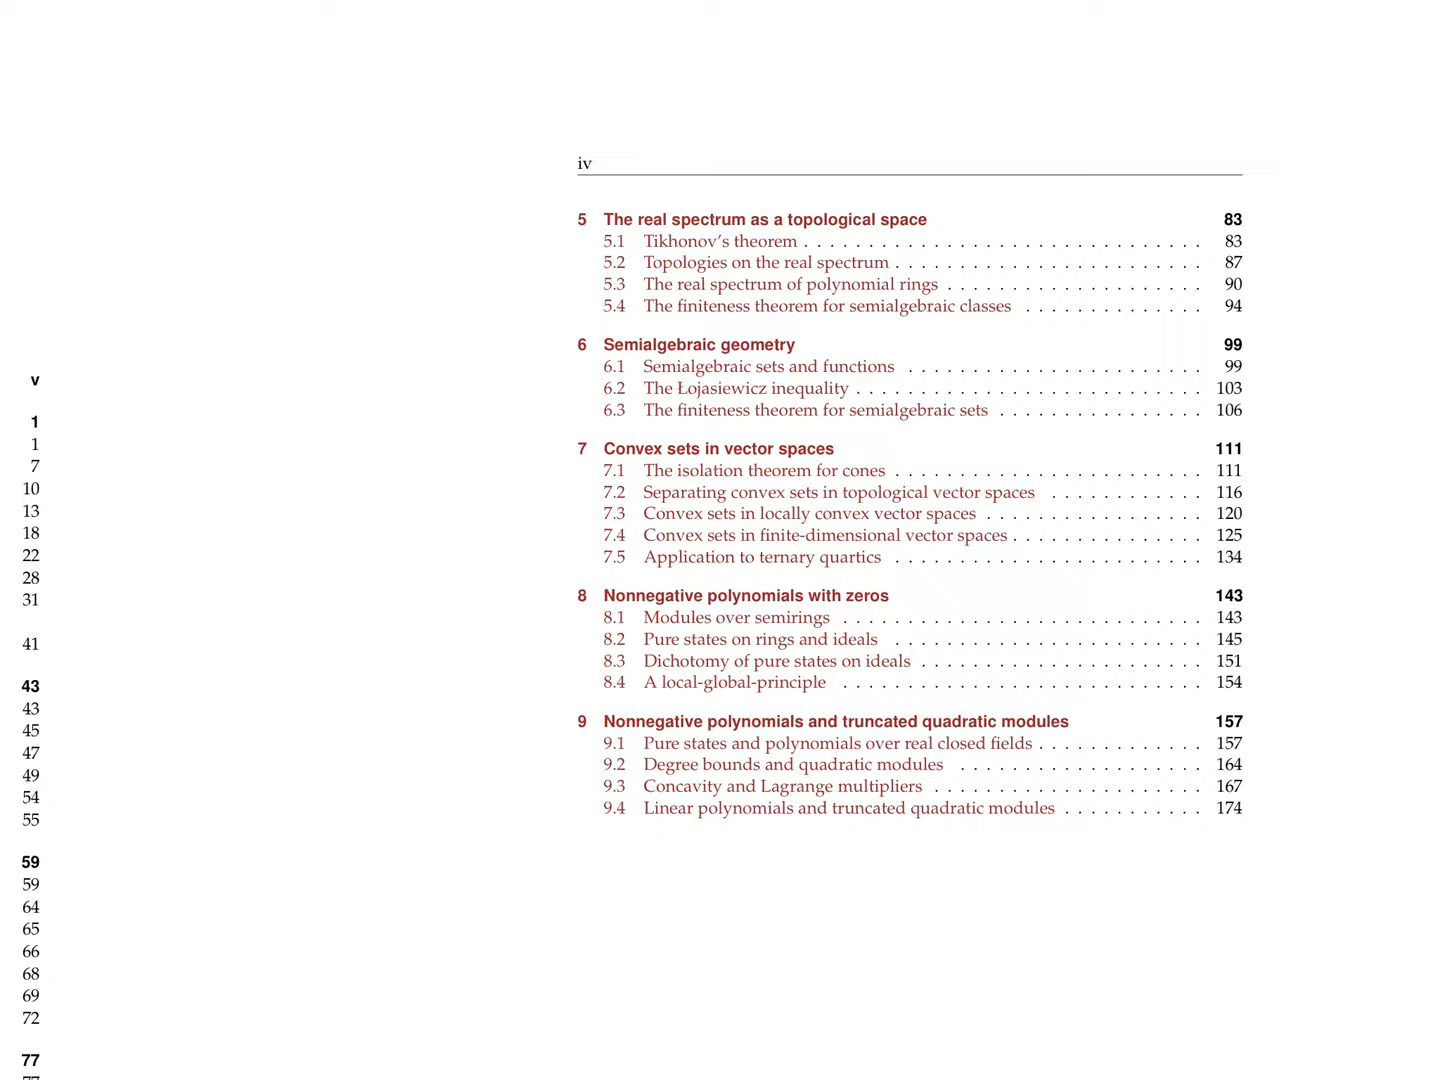 v
1
1
7
10
13
18
22
28
31
41
43
43
45
47
49
54
55
59
59
64
65
66
68
69
72
77
iv
5 The real spectrum as a topological space 83
5.1 Tikhonov's theorem . . . . . . . . . . . . . . . . . . . . . . . . . . . . . . . 83
5.2 Topologies on the real spectrum . . . . . . . . . . . . . . . . . . . . . . . . 87
5.3 The real spectrum of polynomial rings . . . . . . . . . . . . . . . . . . . . 90
5.4 The finiteness theorem for semialgebraic classes . . . . . . . . . . . . . . 94
6 Semialgebraic geometry 99
6.1 Semialgebraic sets and functions . . . . . . . . . . . . . . . . . . . . . . . 99
6.2 The Łojasiewicz inequality . . . . . . . . . . . . . . . . . . . . . . . . . . . 103
6.3 The finiteness theorem for semialgebraic sets . . . . . . . . . . . . . . . . 106
7 Convex sets in vector spaces 111
7.1 The isolation theorem for cones . . . . . . . . . . . . . . . . . . . . . . . . 111
7.2 Separating convex sets in topological vector spaces . . . . . . . . . . . . 116
7.3 Convex sets in locally convex vector spaces . . . . . . . . . . . . . . . . . 120
7.4 Convex sets in finite-dimensional vector spaces . . . . . . . . . . . . . . . 125
7.5 Application to ternary quartics . . . . . . . . . . . . . . . . . . . . . . . . 134
8 Nonnegative polynomials with zeros 143
8.1 Modules over semirings . . . . . . . . . . . . . . . . . . . . . . . . . . . . 143
8.2 Pure states on rings and ideals . . . . . . . . . . . . . . . . . . . . . . . . 145
8.3 Dichotomy of pure states on ideals . . . . . . . . . . . . . . . . . . . . . . 151
8.4 A local-global-principle . . . . . . . . . . . . . . . . . . . . . . . . . . . . 154
9 Nonnegative polynomials and truncated quadratic modules 157
9.1 Pure states and polynomials over real closed fields . . . . . . . . . . . . . 157
9.2 Degree bounds and quadratic modules . . . . . . . . . . . . . . . . . . . 164
9.3 Concavity and Lagrange multipliers . . . . . . . . . . . . . . . . . . . . . 167
9.4 Linear polynomials and truncated quadratic modules . . . . . . . . . . . 174